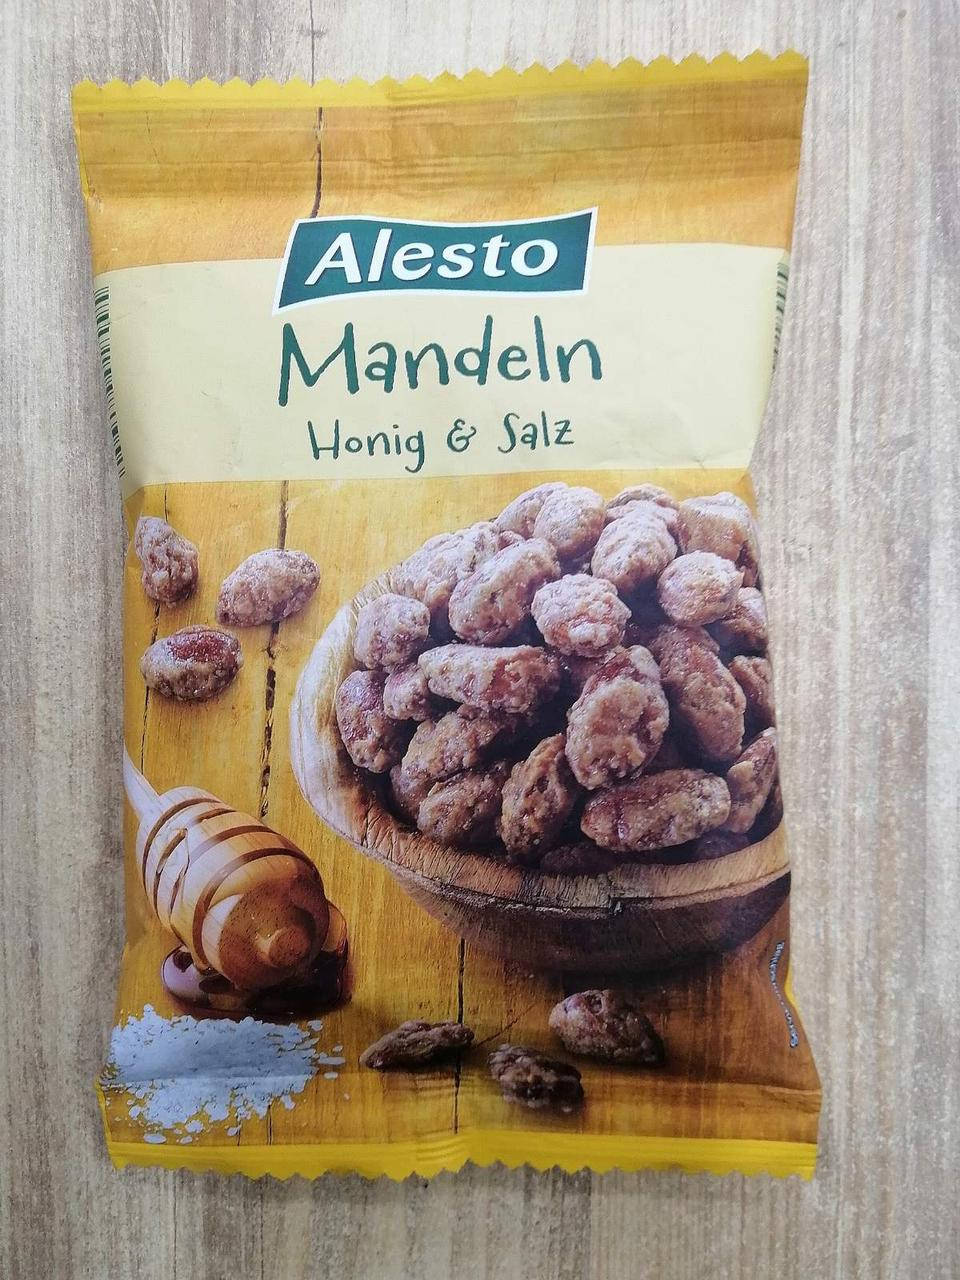 Alesto
Mandeln
Honig & Salz